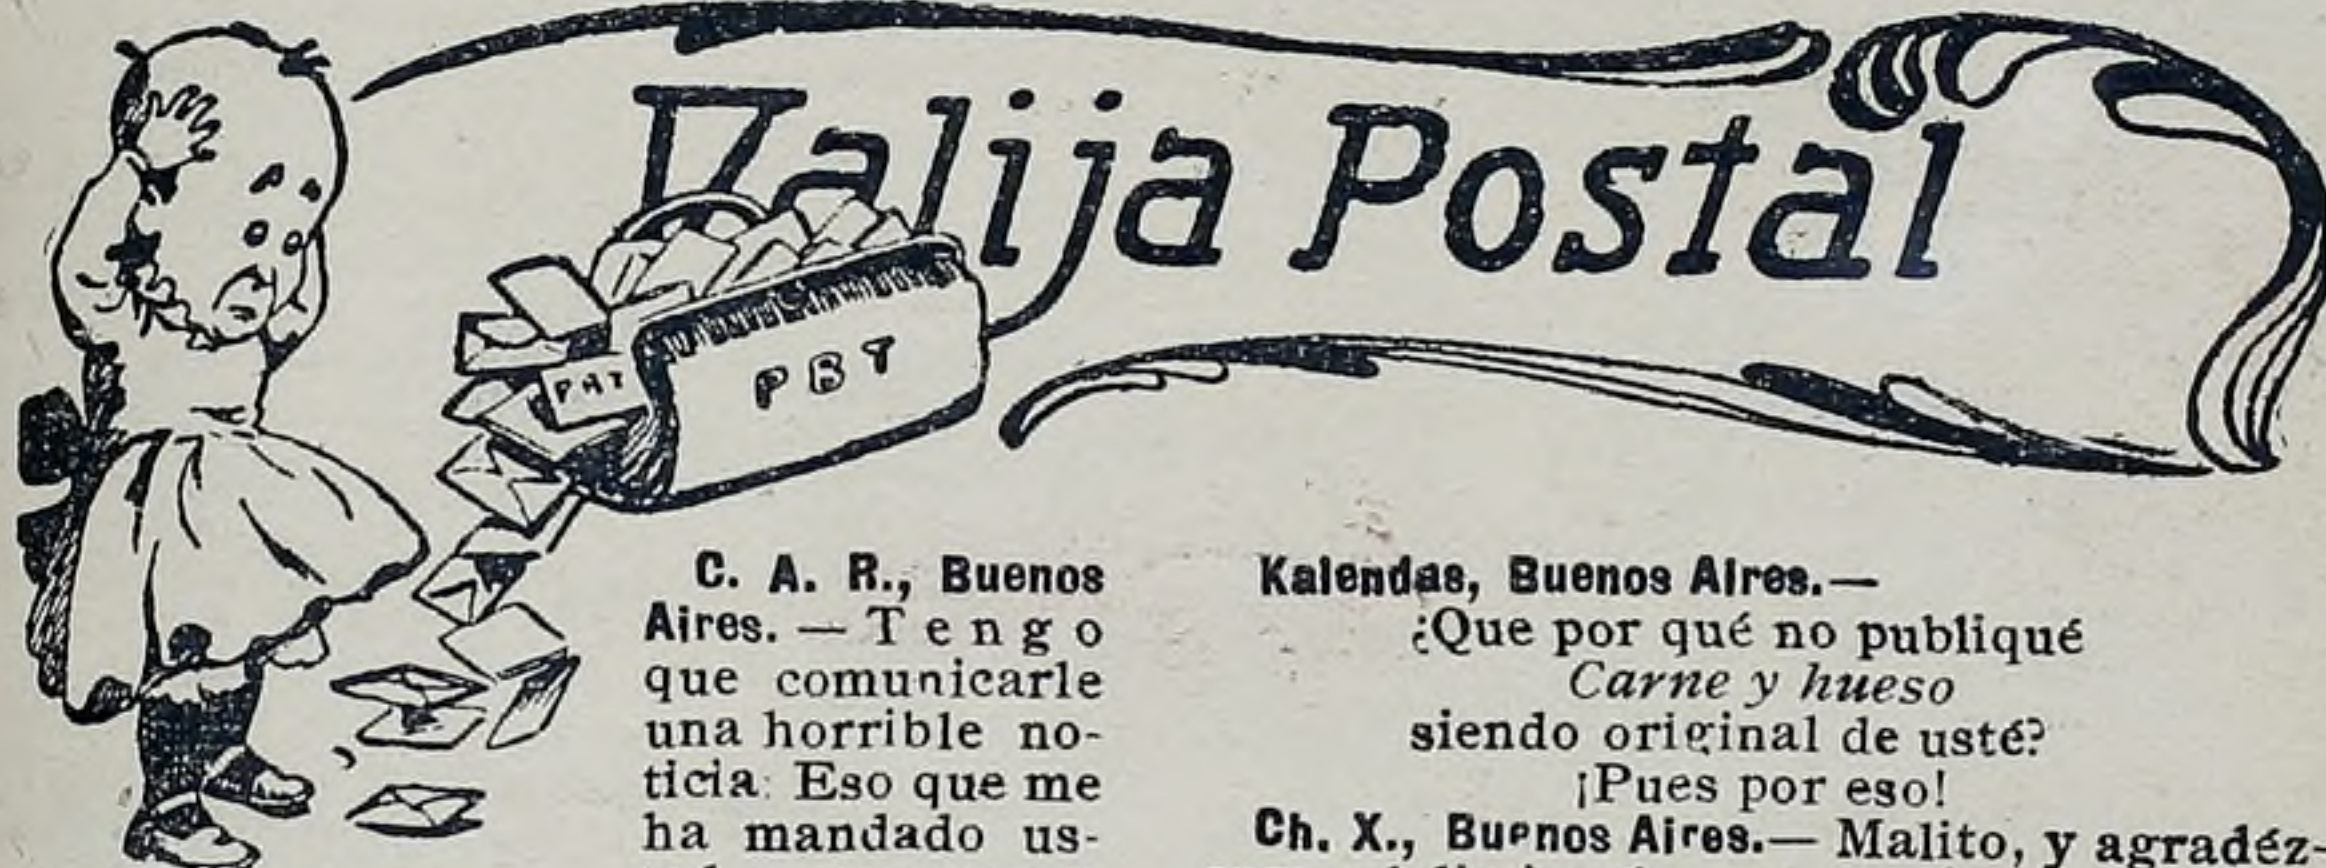 Valija Postal
PBT
C. A. R., Buenos
Aires. — Tengo
que comunicarle
una horrible no-
ticia: Eso que me
ha mandado us-
Kalendas, Buenos Aires.—
¿Que por qué no publiqué
Carne y hueso
siendo original de usté?
¡Pues por eso!
Ch. X., Buenos Aires.— Malito, y agradéz-